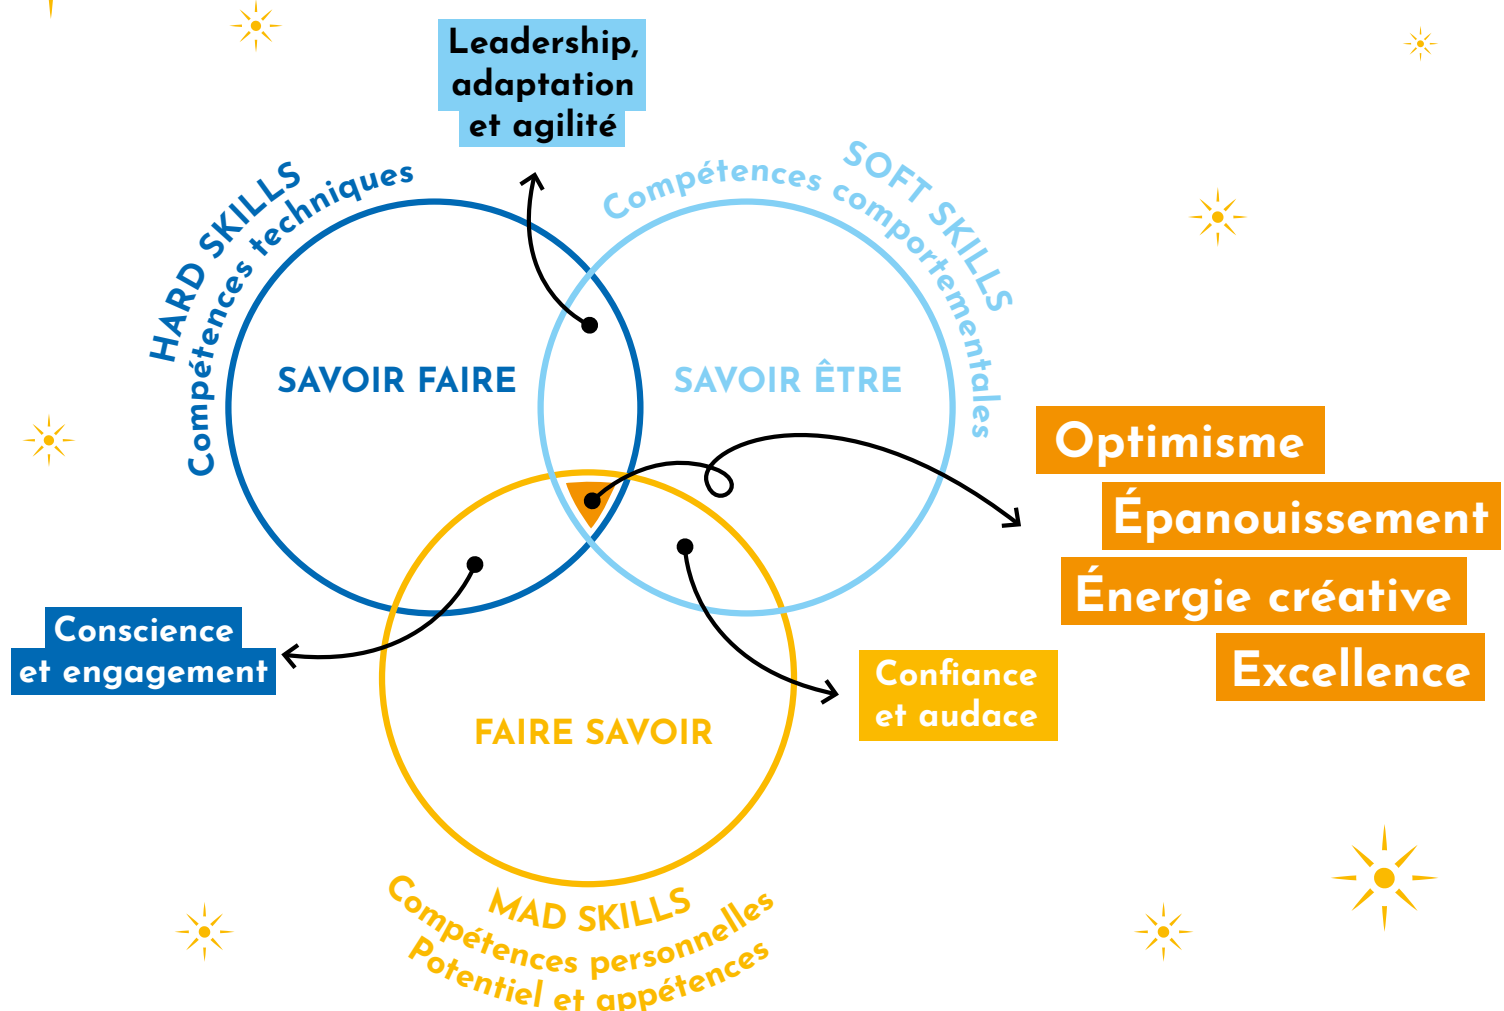 Leadership,
adaptation
et agilité
HARD SKILLS
Compétences techniques
SOFT SKILLS
Compétences comportementales
SAVOIR FAIRE
SAVOIR ÊTRE
Optimisme
Épanouissement
Énergie créative
Excellence
Conscience
et engagement
Confiance
et audace
FAIRE SAVOIR
MAD SKILLS
Compétences personnelles
Potentiel et appétences